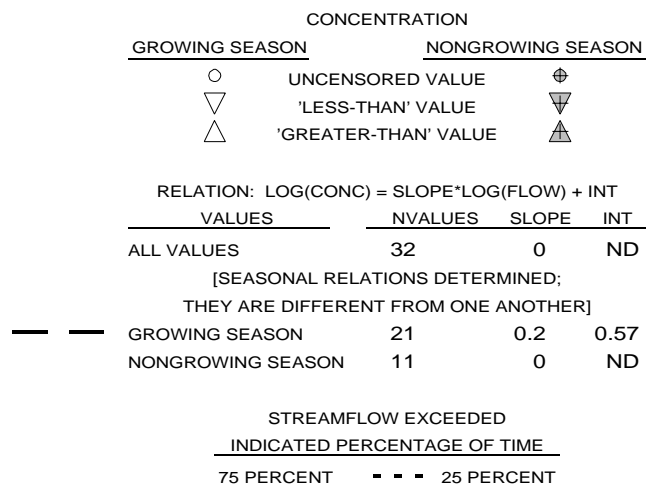 CONCENTRATION
GROWING SEASON NONGROWING SEASON
UNCENSORED VALUE
'LESS-THAN' VALUE
'GREATER-THAN' VALUE
RELATION: LOG(CONC) = SLOPE*LOG(FLOW) + INT
VALUES NVALUES SLOPE INT
ALL VALUES 32 0 ND
[SEASONAL RELATIONS DETERMINED;
THEY ARE DIFFERENT FROM ONE ANOTHER]
GROWING SEASON 21 0.2 0.57
NONGROWING SEASON 11 0 ND
STREAMFLOW EXCEEDED
INDICATED PERCENTAGE OF TIME
75 PERCENT 25 PERCENT